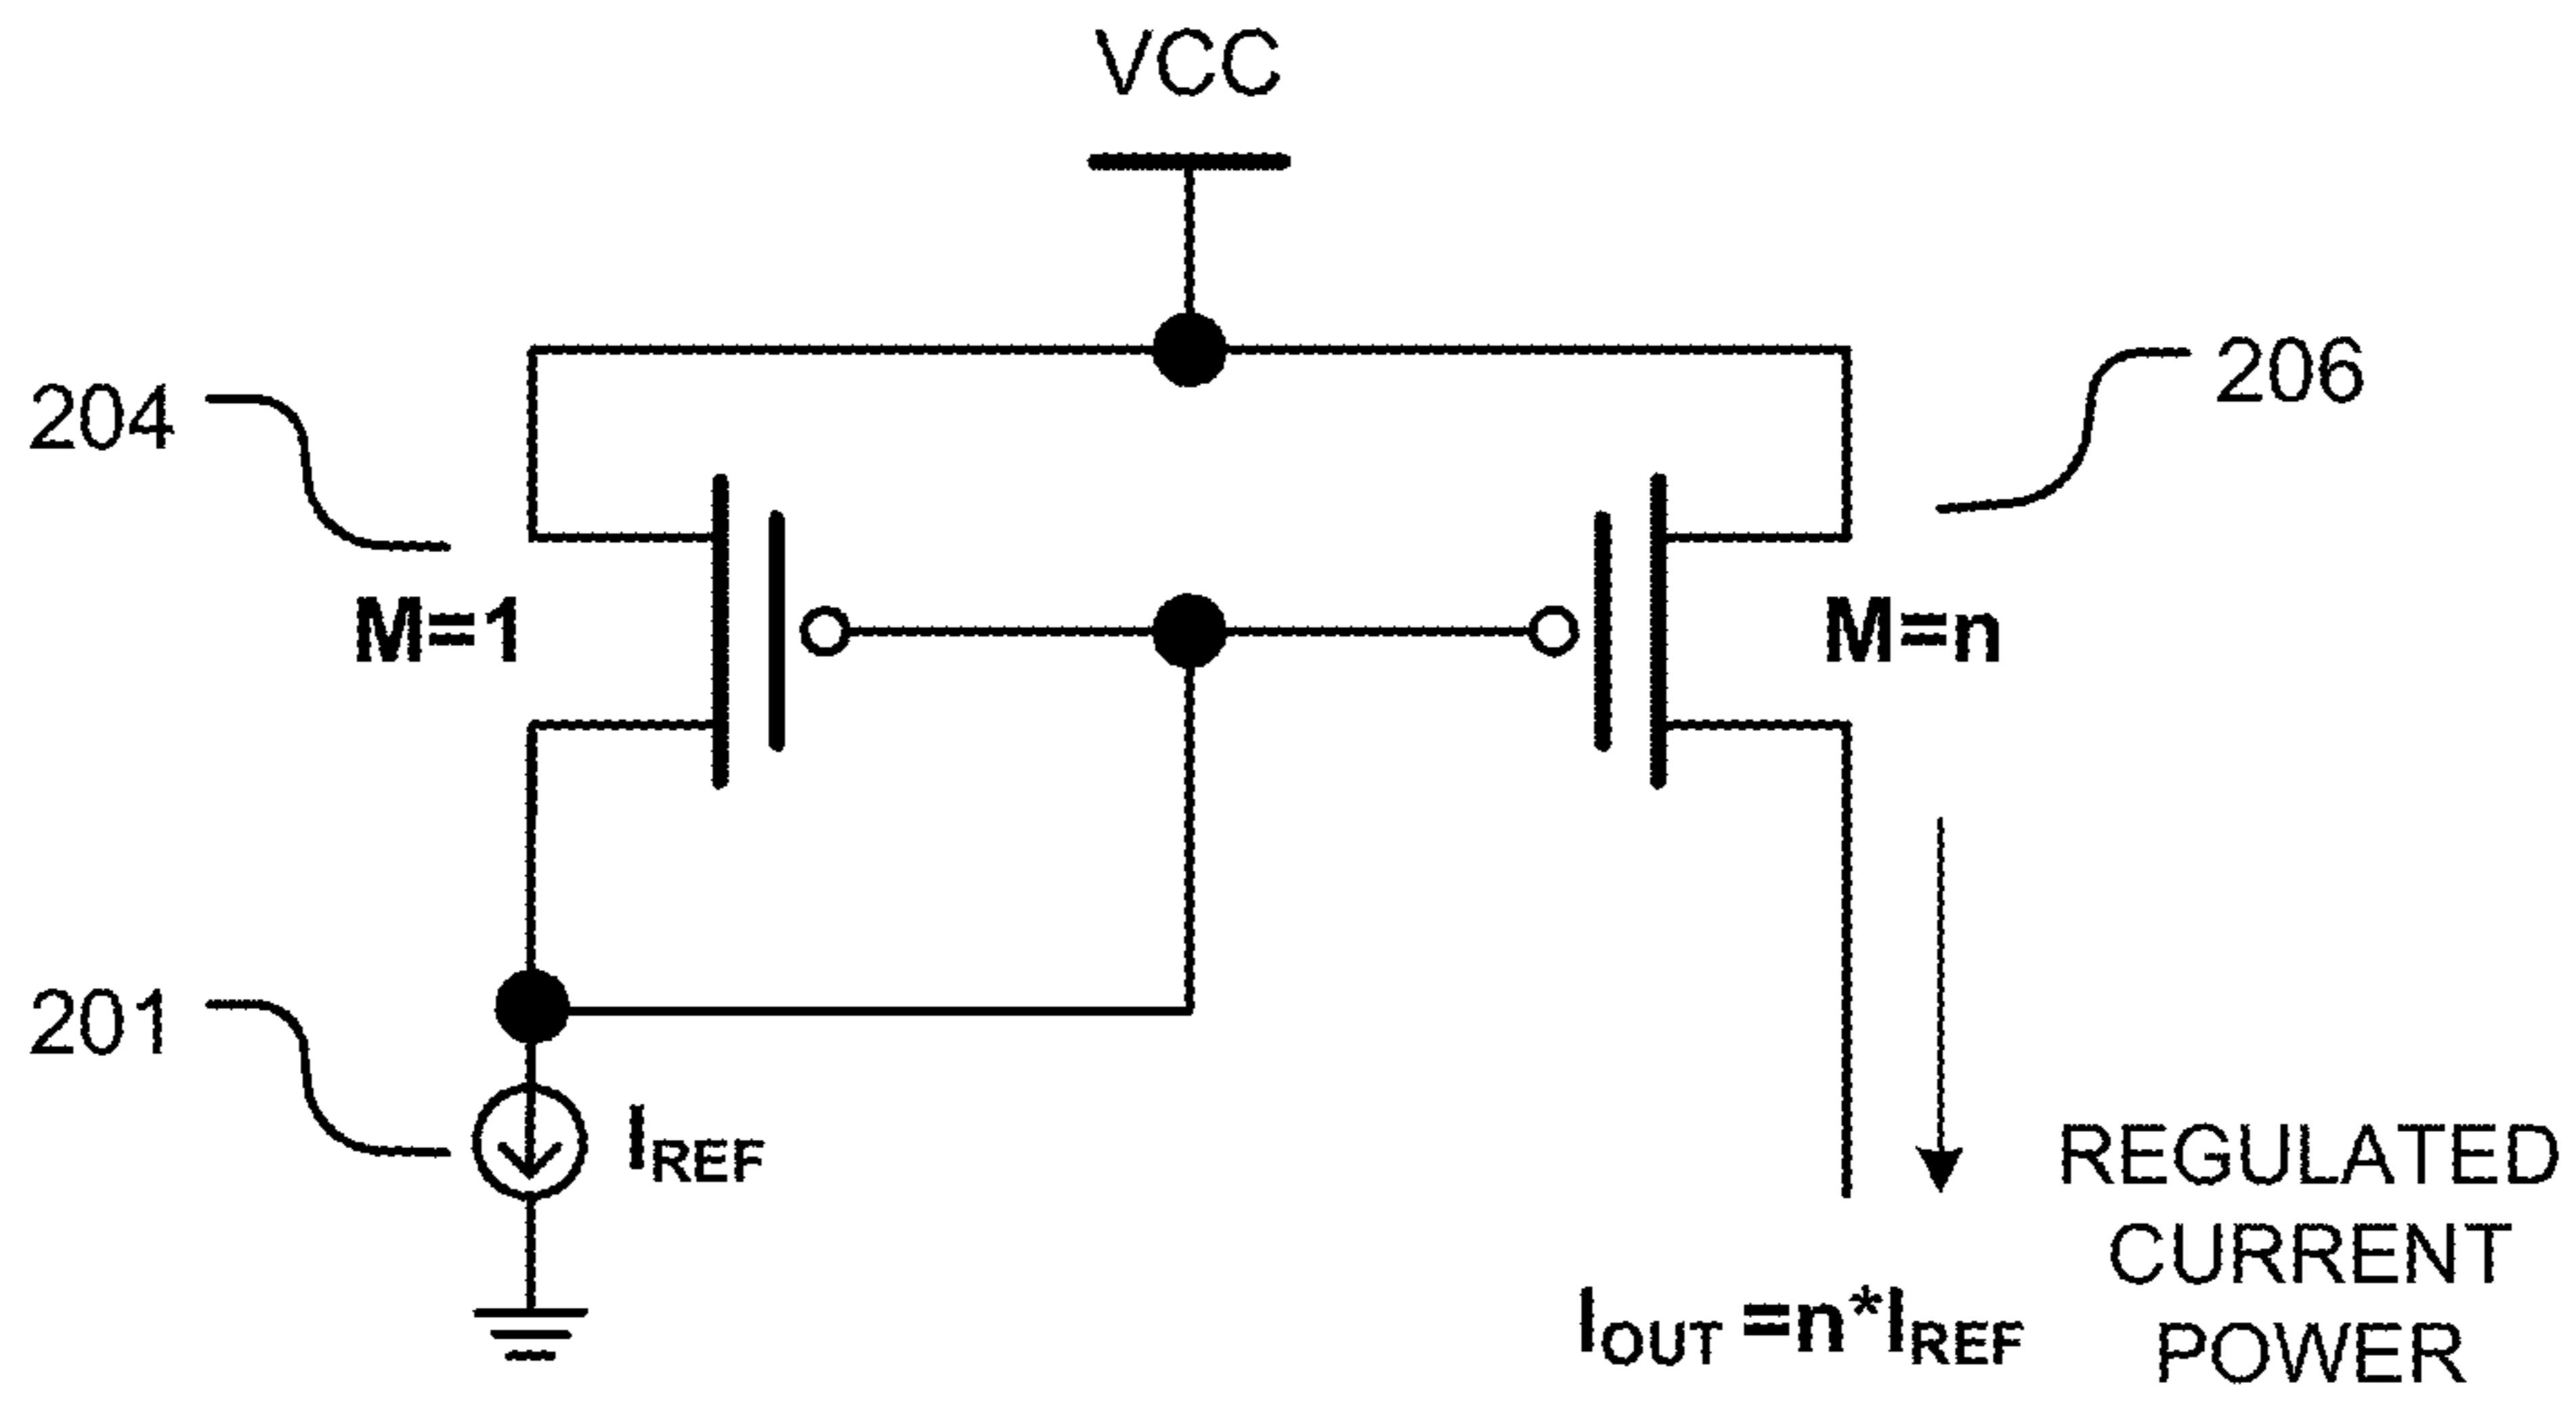 VCC
204
206
M=1
M=n
201
IREF
REGULATED
CURRENT
POWER
IOUT =n*IREF